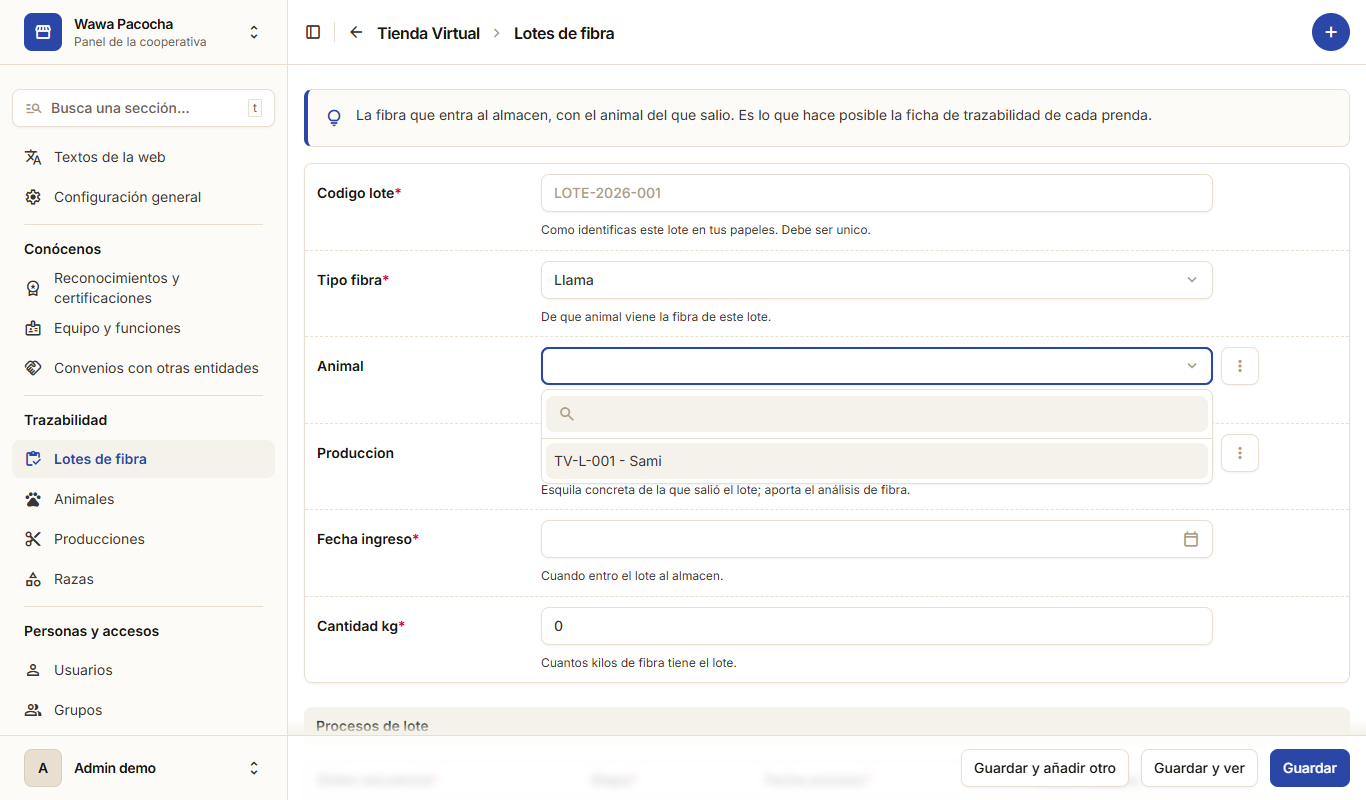 Wawa Pacocha
Panel de la cooperativa
Busca una sección...
t
Textos de la web
Configuración general
Conócenos
Reconocimientos y
certificaciones
Equipo y funciones
Convenios con otras entidades
Trazabilidad
Lotes de fibra
Animales
Producciones
Razas
Personas y accesos
Usuarios
Grupos
A
Admin demo
Tienda Virtual
Lotes de fibra
La fibra que entra al almacen, con el animal del que salio. Es lo que hace posible la ficha de trazabilidad de cada prenda.
Codigo lote*
LOTE-2026-001
Como identificas este lote en tus papeles. Debe ser unico.
Tipo fibra*
Llama
De que animal viene la fibra de este lote.
Animal
TV-L-001 - Sami
Produccion
Esquila concreta de la que salió el lote; aporta el análisis de fibra.
Fecha ingreso*
Cuando entro el lote al almacen.
Cantidad kg*
0
Cuantos kilos de fibra tiene el lote.
Procesos de lote
Guardar y añadir otro
Guardar y ver
Guardar